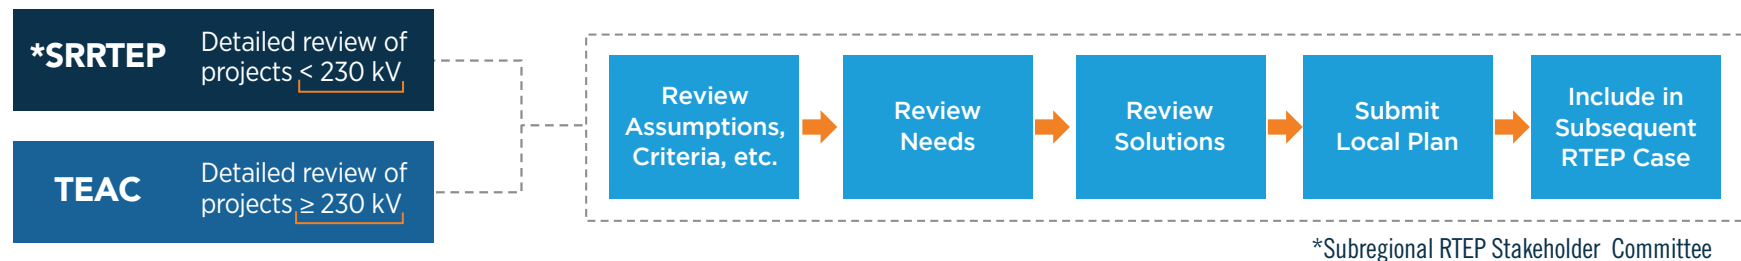 *SRRTEP
Detailed review of
projects < 230 kV
TEAC
Detailed review of
projects ≥ 230 kV
Review
Assumptions,
Criteria, etc.
Review
Needs
Review
Solutions
Submit
Local Plan
Include in
Subsequent
RTEP Case
*Subregional RTEP Stakeholder Committee